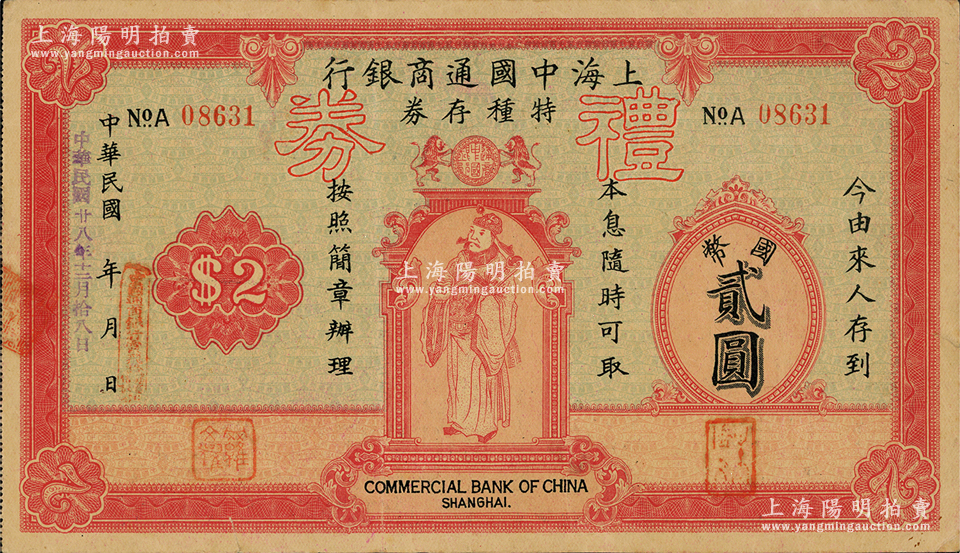 上海陽明拍賣
www.yangmingauction.com
行銀商通國中海上
券存種特
禮
券
NºA 08631
NºA 08631
今由來人存到
國幣
貳圓
本息隨時可取
按照簡章辦理
$2
中華民國 年 月 日
中華民國廿八年十二月拾八日
上海陽明拍賣
www.yangmingauction.com
COMMERCIAL BANK OF CHINA
SHANGHAI.
上海陽明拍賣
www.yangmingauction.com